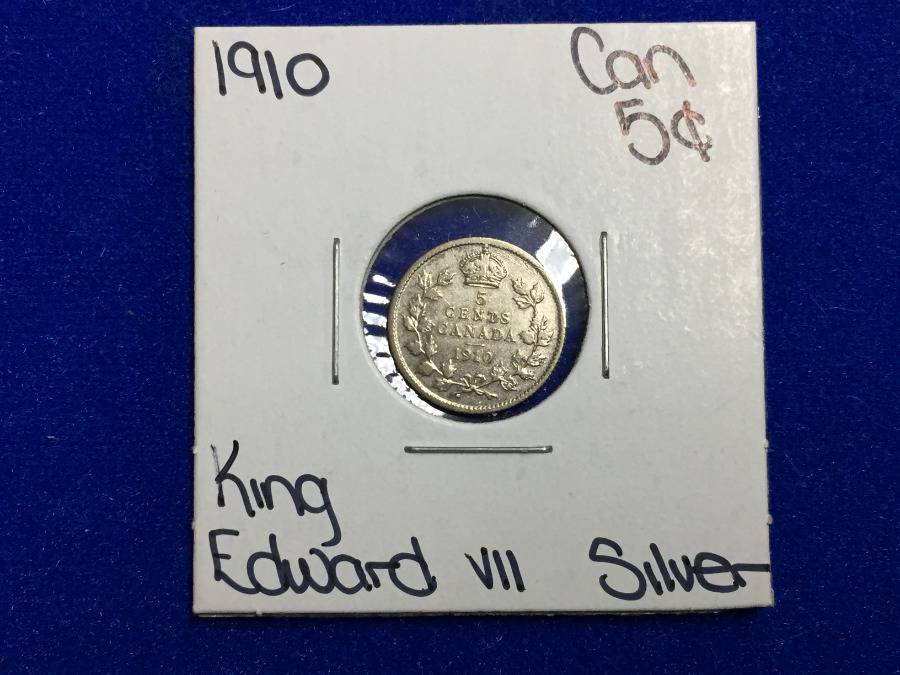 1910
Can
5¢
5
CENTS
CANADA
1910
King
Edward VII Silver